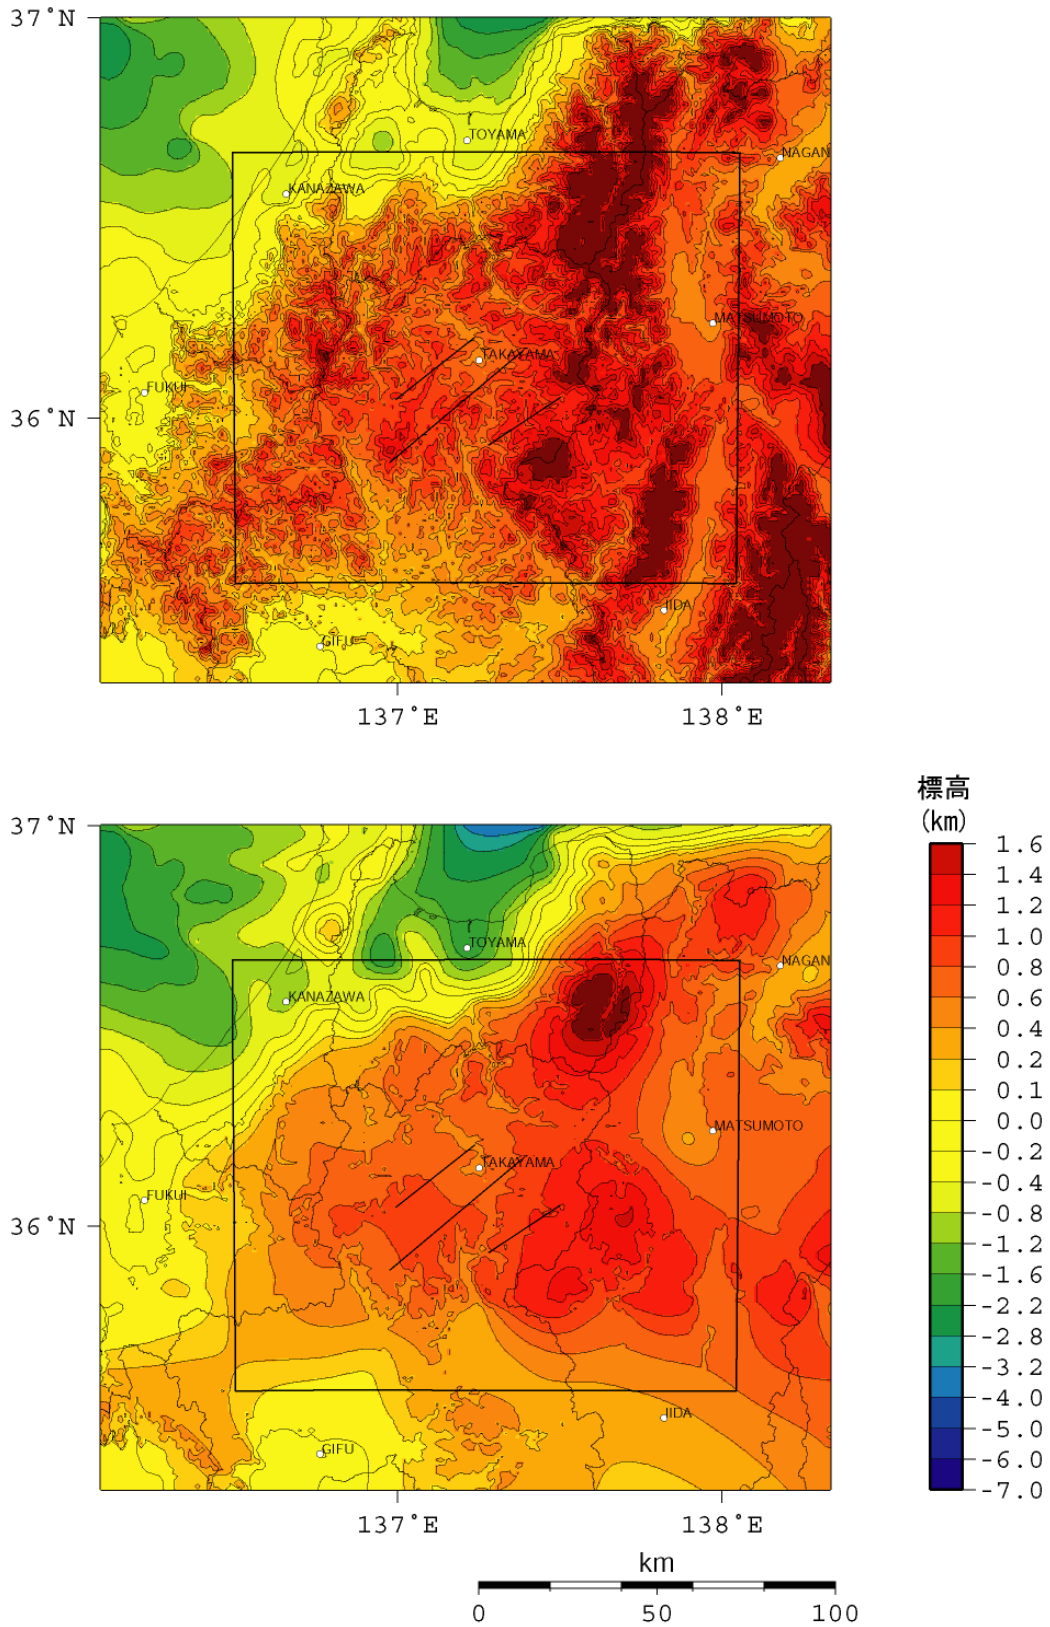 37°N
TOYAMA
NAGAN
KANAZAWA
MATSUMOTO
TAKAYAMA
FUKUI
36°N
IIDA
GIFU
137°E 138°E
標高
(km)
37°N
1.6
1.4
1.2
1.0
0.8
0.6
0.4
0.2
0.1
0.0
-0.2
-0.4
-0.8
-1.2
-1.6
-2.2
-2.8
-3.2
-4.0
-5.0
-6.0
-7.0
TOYAMA
NAGAN
KANAZAWA
MATSUMOTO
TAKAYAMA
FUKUI
36°N
IIDA
GIFU
137°E 138°E
km
0 50 100